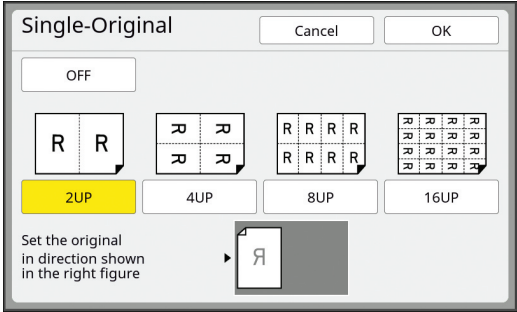 Single-Original
Cancel
OK
OFF
R R
R R
R R
R R R R
R R R R
R R R R
R R R R
R R R R
R R R R
2UP
4UP
8UP
16UP
Set the original
in direction shown
in the right figure
R